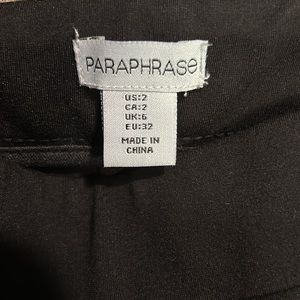 PARAPHRASe
US:2
CA:2
UK:6
EU:32
MADE IN
CHINA